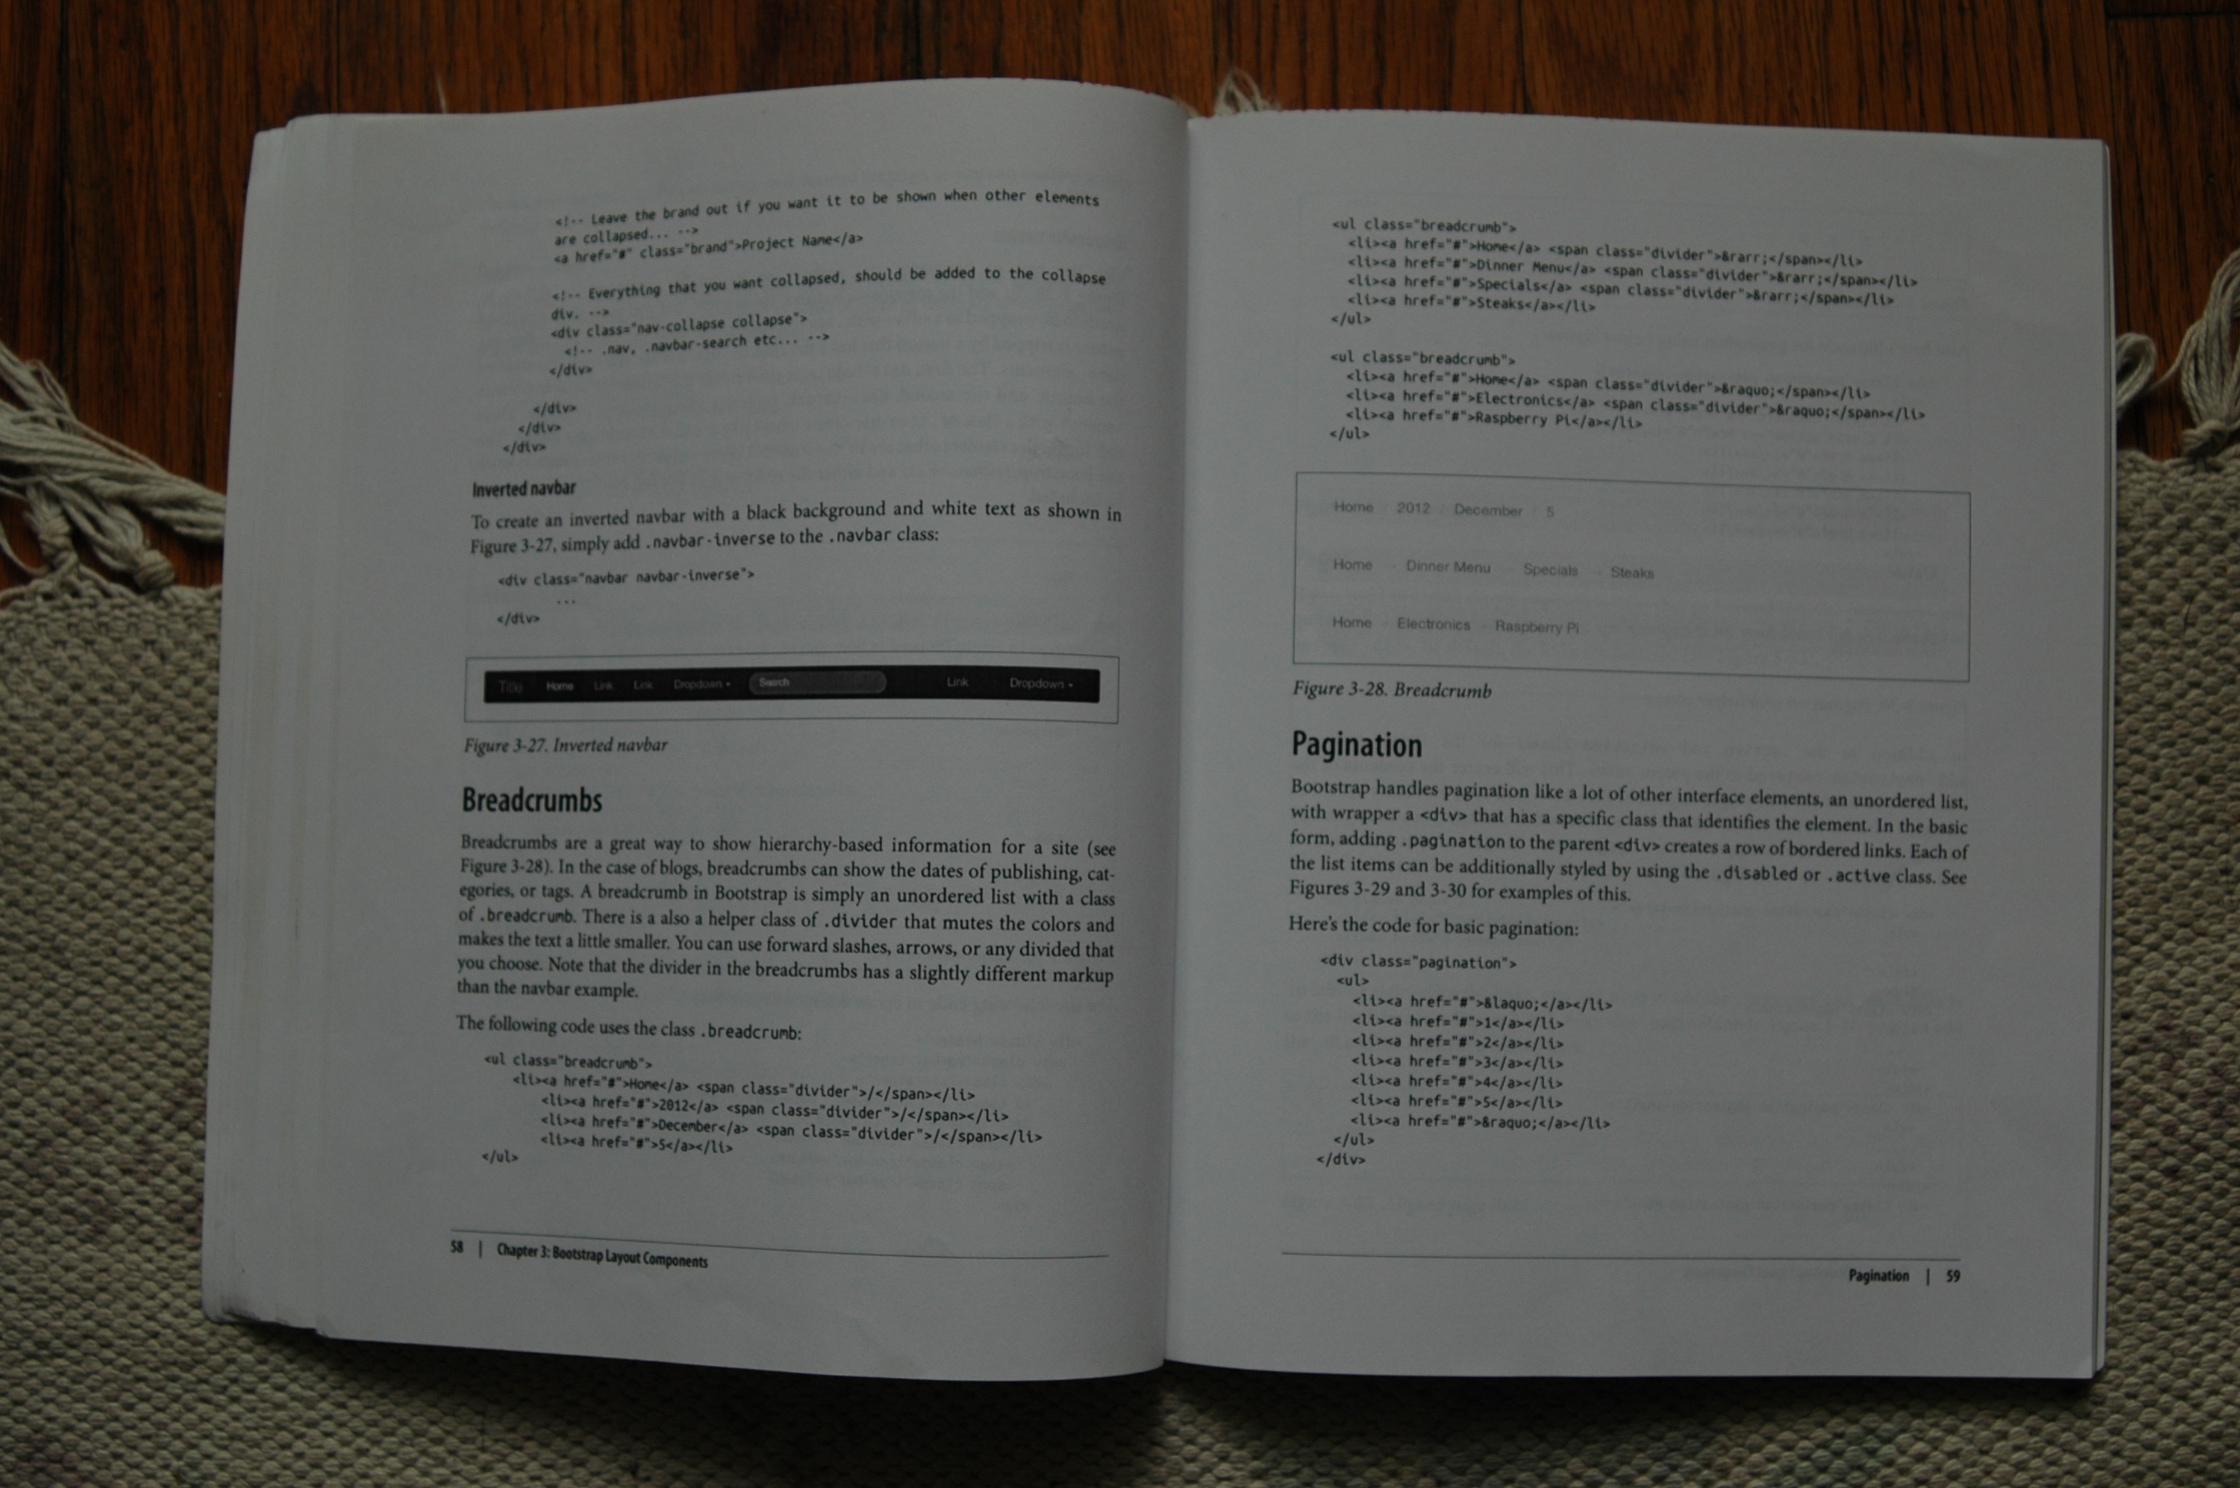 <!-- Leave the brand out if you want it to be shown when other elements
are collapsed... -->
<a href="#" class="brand">Project Name</a>
<!-- Everything that you want collapsed, should be added to the collapse
div. -->
<div class="nav-collapse collapse">
<!-- .nav, .navbar-search etc... -->
</div>
</div>
</div>
</div>
Inverted navbar
To create an inverted navbar with a black background and white text as shown in
Figure 3-27, simply add .navbar-inverse to the .navbar class:
<div class="navbar navbar-inverse">
...
</div>
Title Home Link Link Dropdown Search Link Dropdown
Figure 3-27. Inverted navbar
Breadcrumbs
Breadcrumbs are a great way to show hierarchy-based information for a site (see
Figure 3-28). In the case of blogs, breadcrumbs can show the dates of publishing, cat-
egories, or tags. A breadcrumb in Bootstrap is simply an unordered list with a class
of .breadcrumb. There is a also a helper class of .divider that mutes the colors and
makes the text a little smaller. You can use forward slashes, arrows, or any divided that
you choose. Note that the divider in the breadcrumbs has a slightly different markup
than the navbar example.
The following code uses the class .breadcrumb:
<ul class="breadcrumb">
<li><a href="#">Home</a> <span class="divider">/</span></li>
<li><a href="#">2012</a> <span class="divider">/</span></li>
<li><a href="#">December</a> <span class="divider">/</span></li>
<li><a href="#">5</a></li>
</ul>
58 | Chapter 3: Bootstrap Layout Components
<ul class="breadcrumb">
<li><a href="#">Home</a> <span class="divider">&rarr;</span></li>
<li><a href="#">Dinner Menu</a> <span class="divider">&rarr;</span></li>
<li><a href="#">Specials</a> <span class="divider">&rarr;</span></li>
<li><a href="#">Steaks</a></li>
</ul>
<ul class="breadcrumb">
<li><a href="#">Home</a> <span class="divider">&raquo;</span></li>
<li><a href="#">Electronics</a> <span class="divider">&raquo;</span></li>
<li><a href="#">Raspberry Pi</a></li>
</ul>
Home / 2012 / December / 5
Home Dinner Menu Specials Steaks
Home Electronics Raspberry Pi
Figure 3-28. Breadcrumb
Pagination
Bootstrap handles pagination like a lot of other interface elements, an unordered list,
with wrapper a <div> that has a specific class that identifies the element. In the basic
form, adding .pagination to the parent <div> creates a row of bordered links. Each of
the list items can be additionally styled by using the .disabled or .active class. See
Figures 3-29 and 3-30 for examples of this.
Here's the code for basic pagination:
<div class="pagination">
<ul>
<li><a href="#">&laquo;</a></li>
<li><a href="#">1</a></li>
<li><a href="#">2</a></li>
<li><a href="#">3</a></li>
<li><a href="#">4</a></li>
<li><a href="#">5</a></li>
<li><a href="#">&raquo;</a></li>
</ul>
</div>
Pagination | 59